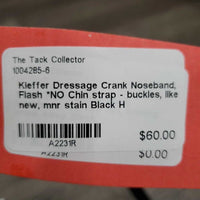 The Tack Collector
1004285-6
Kieffer Dressage Crank Noseband,
Flash *NO Chin strap - buckles, like
new, mnr stain Black H
$60.00
A2231R
A2231R
$0.00